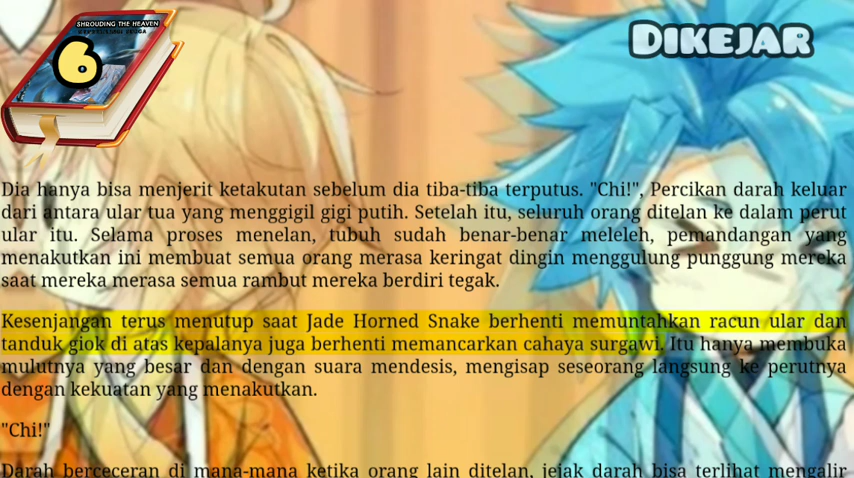 SHROUDING THE HEAVEN
6
DIKEJAR
Dia hanya bisa menjerit ketakutan sebelum dia tiba-tiba terputus. "Chi!", Percikan darah keluar
dari antara ular tua yang menggigil gigi putih. Setelah itu, seluruh orang ditelan ke dalam perut
ular itu. Selama proses menelan, tubuh sudah benar-benar meleleh, pemandangan yang
menakutkan ini membuat semua orang merasa keringat dingin menggulung punggung mereka
saat mereka merasa semua rambut mereka berdiri tegak.
Kesenjangan terus menutup saat Jade Horned Snake berhenti memuntahkan racun ular dan
tanduk giok di atas kepalanya juga berhenti memancarkan cahaya surgawi. Itu hanya membuka
mulutnya yang besar dan dengan suara mendesis, mengisap seseorang langsung ke perutnya
dengan kekuatan yang menakutkan.
"Chi!"
Darah berceceran di mana-mana ketika orang lain ditelan, jejak darah bisa terlihat mengalir